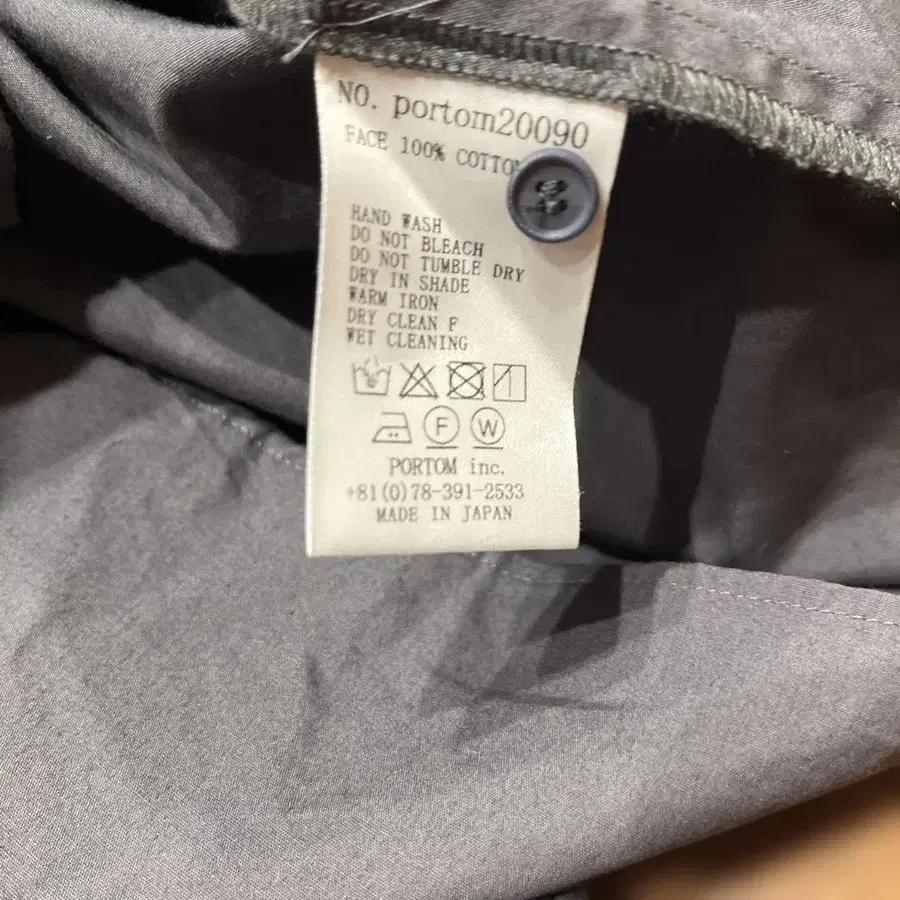 NO. portom20090
FACE 100% COTTO
HAND WASH
DO NOT BLEACH
DO NOT TUMBLE DRY
DRY IN SHADE
WARM IRON
DRY CLEAN F
WET CLEANING
F W
PORTOM inc.
+81(0)78-391-2533
MADE IN JAPAN